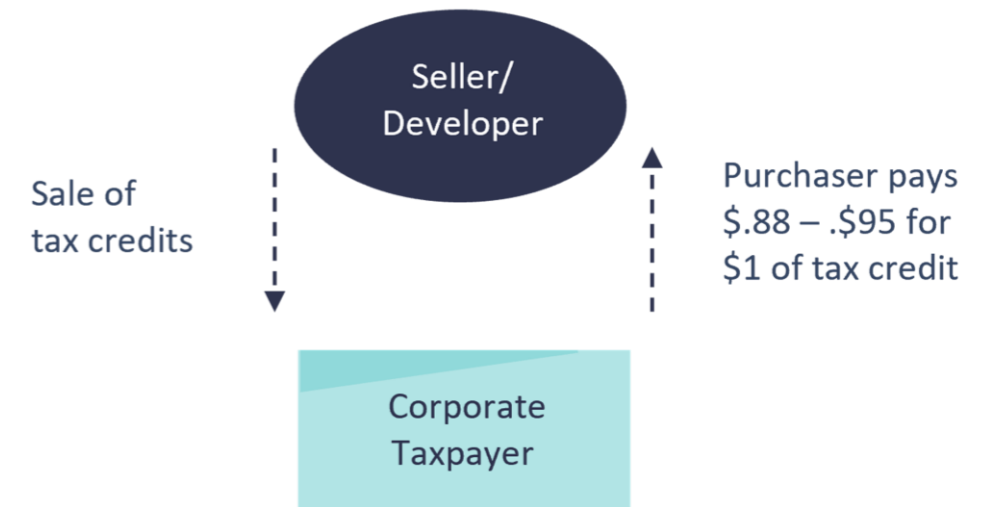 Seller/
Developer
Sale of
tax credits
Purchaser pays
$.88 – .$95 for
$1 of tax credit
Corporate
Taxpayer